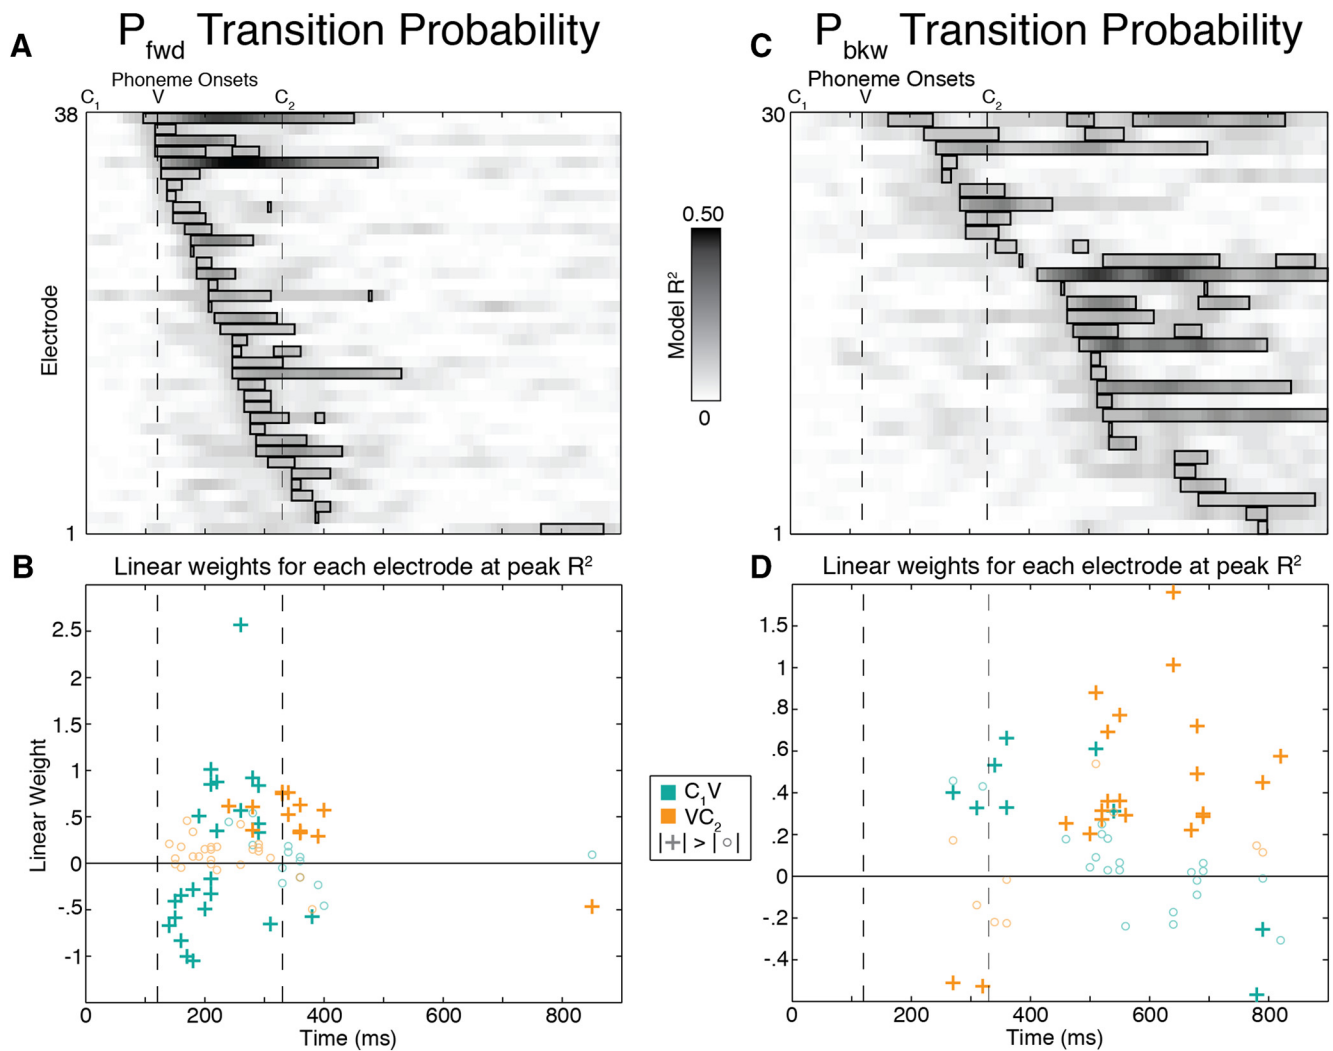 A
P fwd Transition Probability
Phoneme Onsets
C1 V C2
38
Electrode
1
0.50
Model R²
0
C
P bkw Transition Probability
Phoneme Onsets
C1 V C2
30
1
B
Linear weights for each electrode at peak R²
Linear Weight
2.5
2
1.5
1
.5
0
-.5
-1
0 200 400 600 800
Time (ms)
C1V
VC2
|+| > |○|
D
Linear weights for each electrode at peak R²
1.5
1
.8
.6
.4
.2
0
-.2
-.4
0 200 400 600 800
Time (ms)